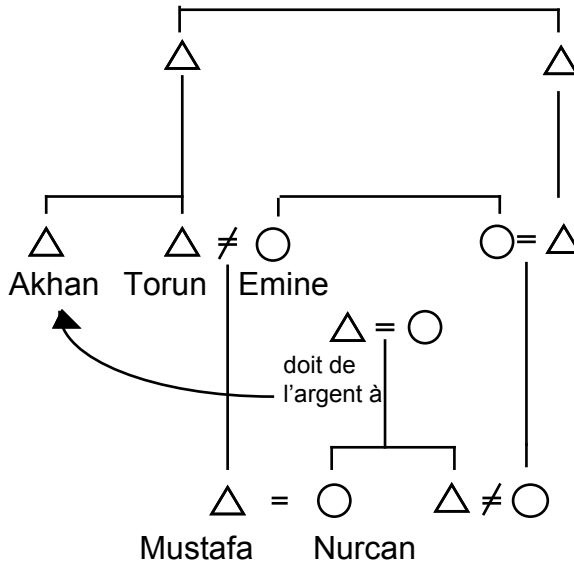 Akhan Torun Emine
doit de
l’argent à
Mustafa Nurcan